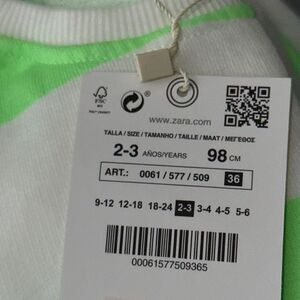 FSC
www.zara.com
TALLA / SIZE / TAMANHO / TAILLE / MAAT / ΜΕΓΕΘΟΣ
2-3 AÑOS/YEARS 98 CM
ART.: 0061 / 577 / 509 36
9-12 12-18 18-24 2-3 3-4 4-5 5-6
00061577509365